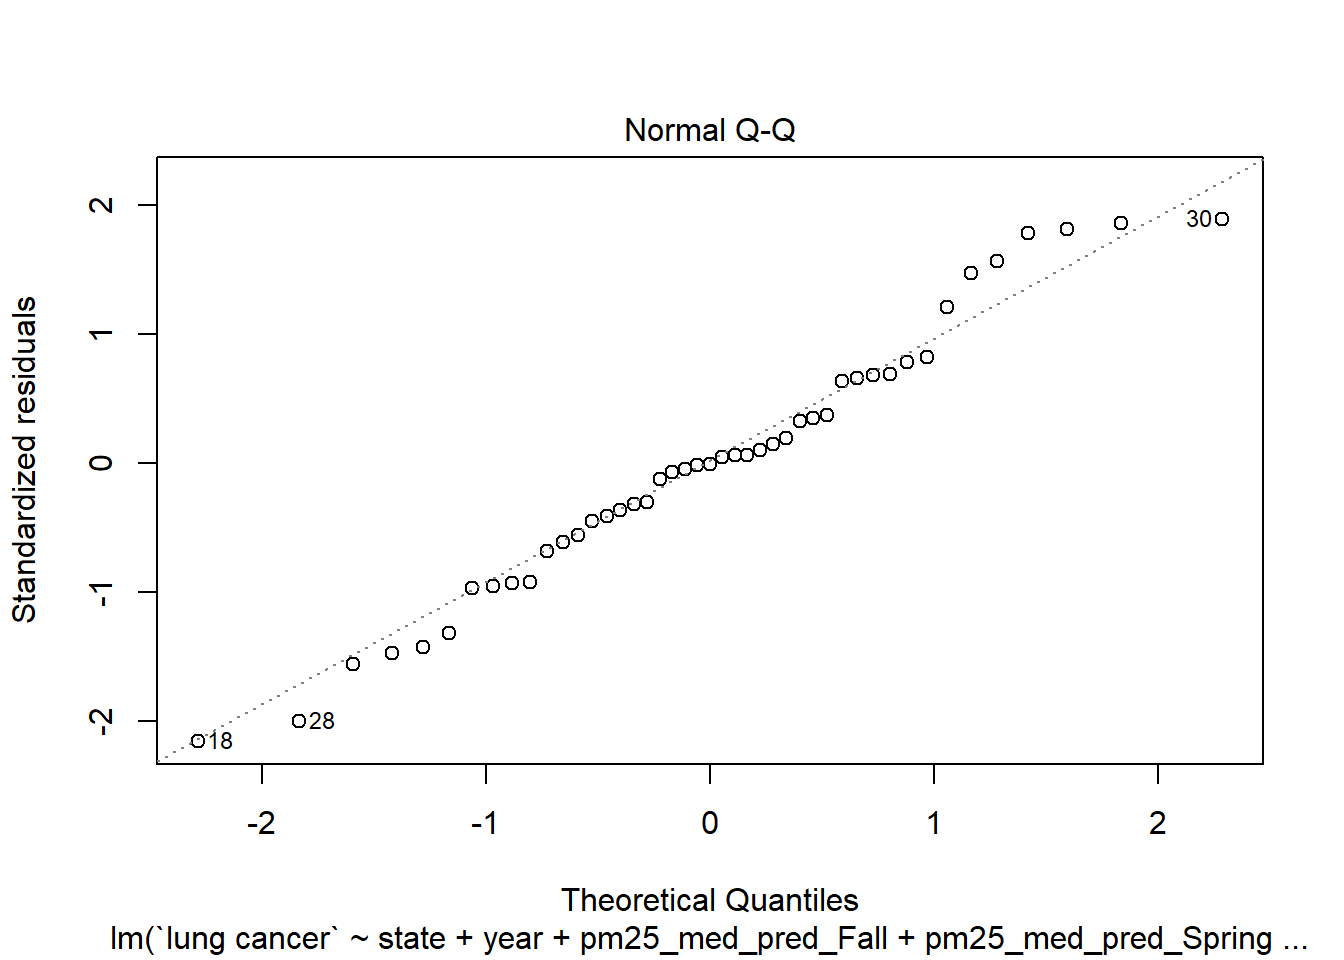 Normal Q-Q
Standardized residuals
2
1
0
-1
-2
30
28
18
-2 -1 0 1 2
Theoretical Quantiles
lm(`lung cancer` ~ state + year + pm25_med_pred_Fall + pm25_med_pred_Spring ...